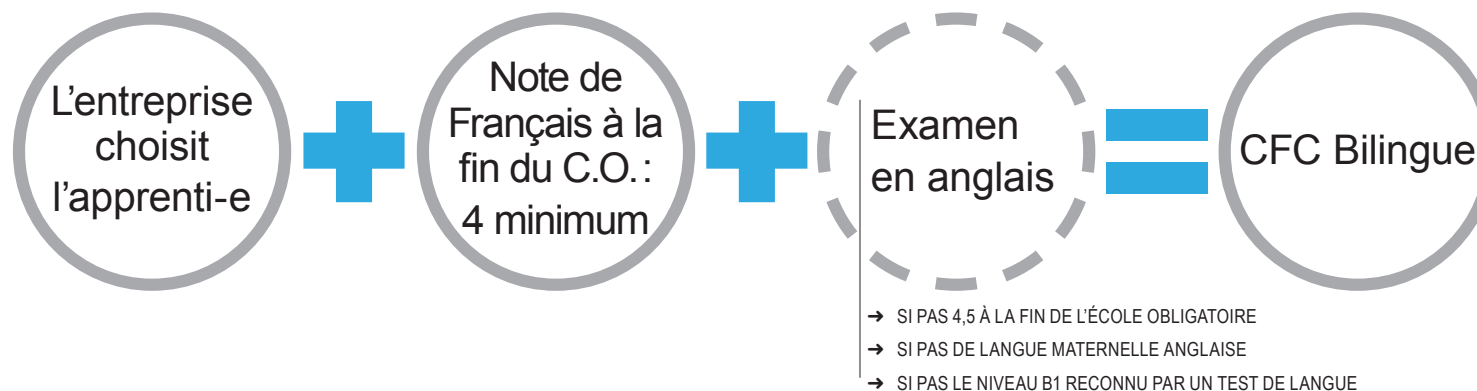 L'entreprise
choisit
l'apprenti-e
Note de
Français à la
fin du C.O. :
4 minimum
Examen
en anglais
CFC Bilingue
➔ SI PAS 4,5 À LA FIN DE L'ÉCOLE OBLIGATOIRE
➔ SI PAS DE LANGUE MATERNELLE ANGLAISE
➔ SI PAS LE NIVEAU B1 RECONNU PAR UN TEST DE LANGUE